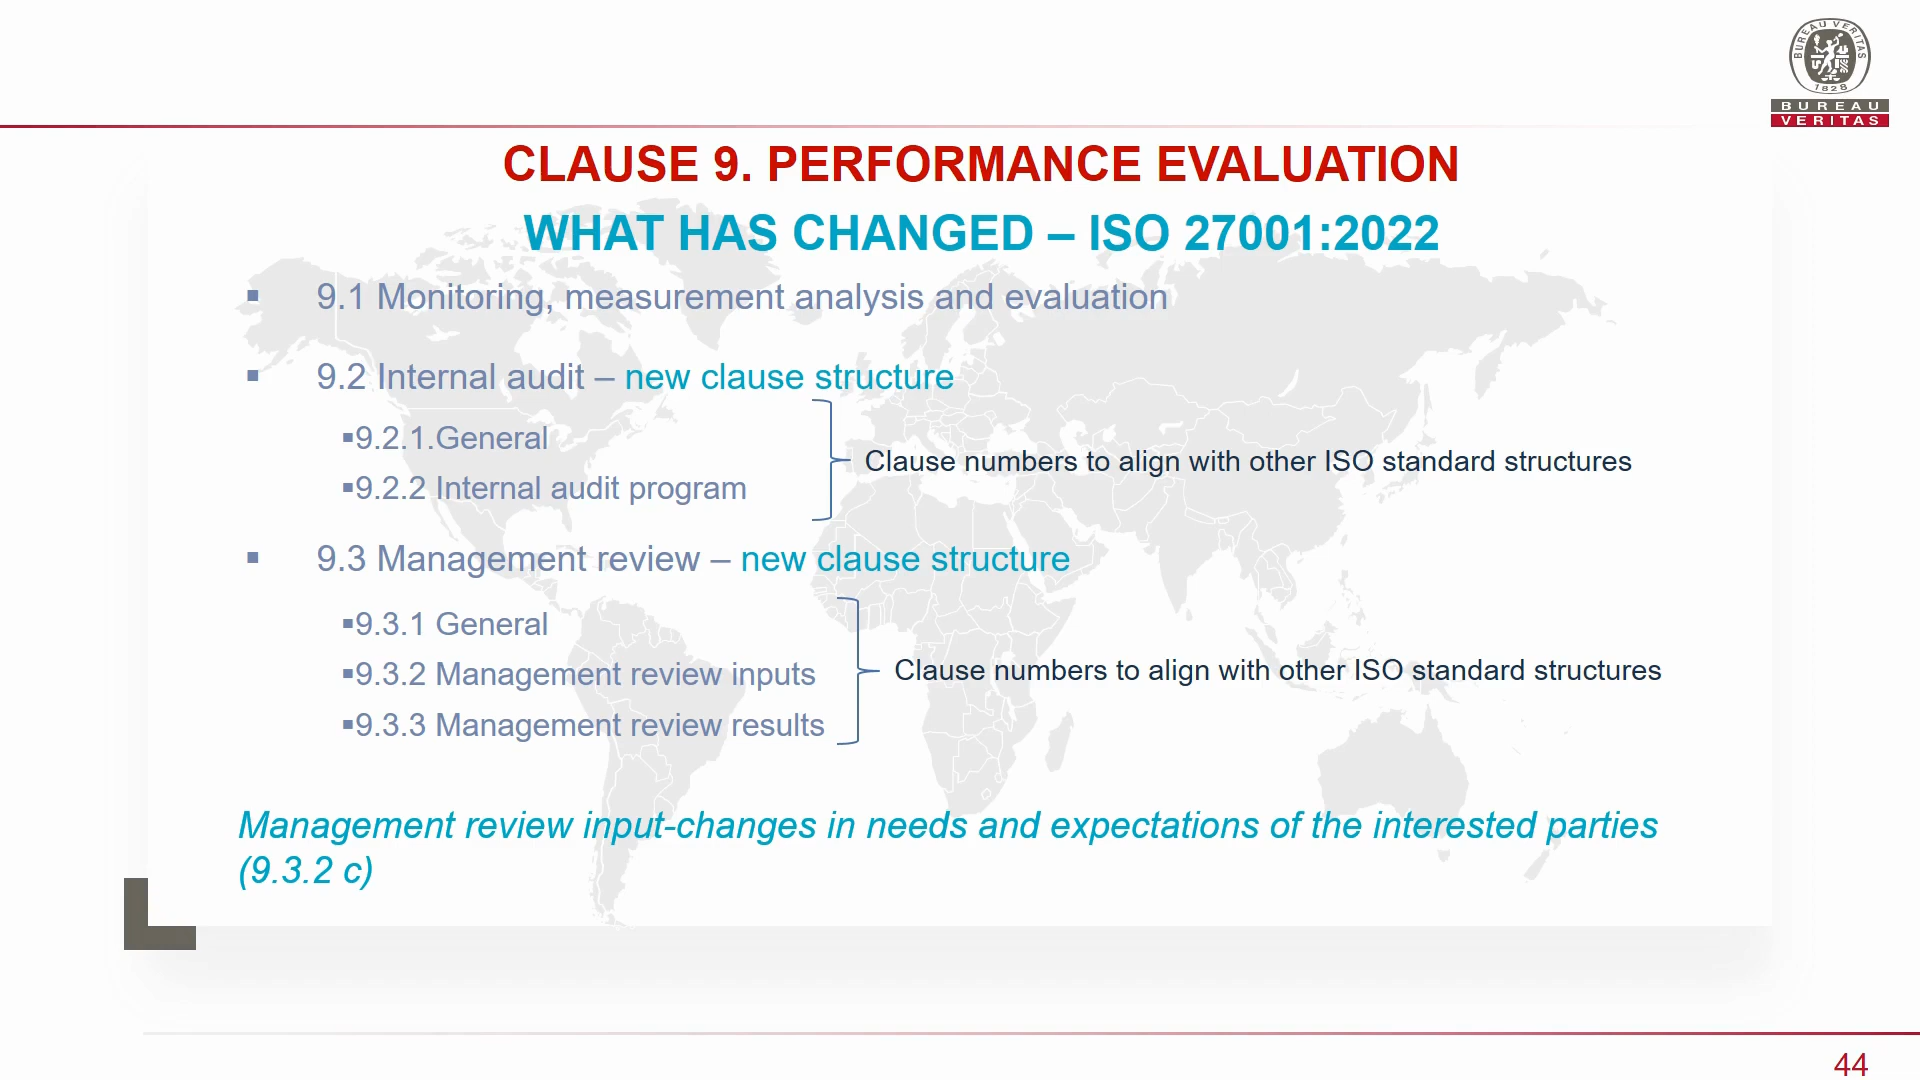 BUREAU VERITAS
1828
BUREAU
VERITAS
CLAUSE 9. PERFORMANCE EVALUATION
WHAT HAS CHANGED – ISO 27001:2022
▪ 9.1 Monitoring, measurement analysis and evaluation
▪ 9.2 Internal audit – new clause structure
▪9.2.1.General
▪9.2.2 Internal audit program
Clause numbers to align with other ISO standard structures
▪ 9.3 Management review – new clause structure
▪9.3.1 General
▪9.3.2 Management review inputs
▪9.3.3 Management review results
Clause numbers to align with other ISO standard structures
Management review input-changes in needs and expectations of the interested parties
(9.3.2 c)
44